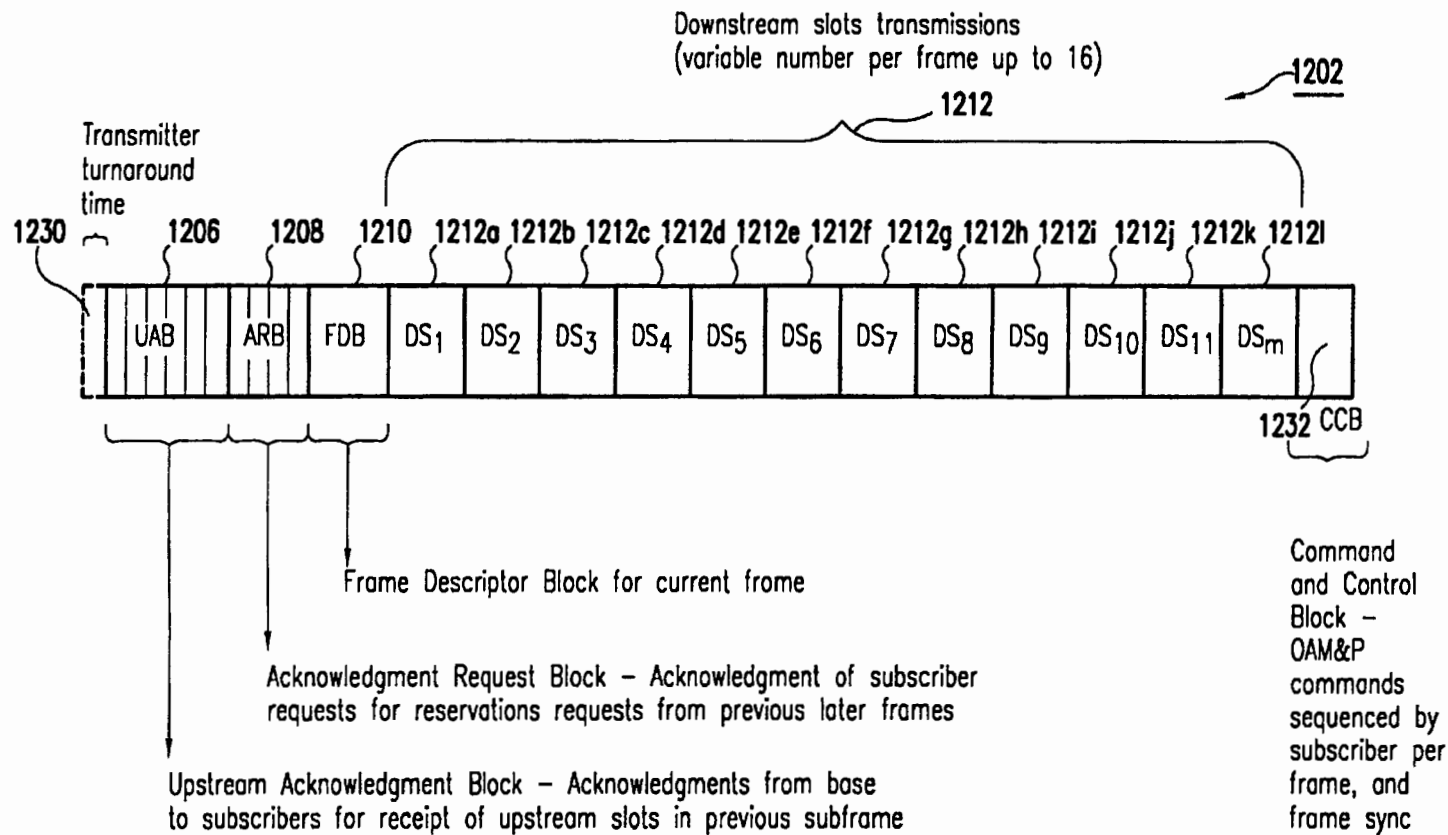 Downstream slots transmissions
(variable number per frame up to 16)
1202
1212
Transmitter
turnaround
time
1230 1206 1208 1210 1212a 1212b 1212c 1212d 1212e 1212f 1212g 1212h 1212i 1212j 1212k 1212l
UAB ARB FDB DS1 DS2 DS3 DS4 DS5 DS6 DS7 DS8 DS9 DS10 DS11 DSm
1232 CCB
Frame Descriptor Block for current frame
Acknowledgment Request Block – Acknowledgment of subscriber
requests for reservations requests from previous later frames
Upstream Acknowledgment Block – Acknowledgments from base
to subscribers for receipt of upstream slots in previous subframe
Command
and Control
Block –
OAM&P
commands
sequenced by
subscriber per
frame, and
frame sync